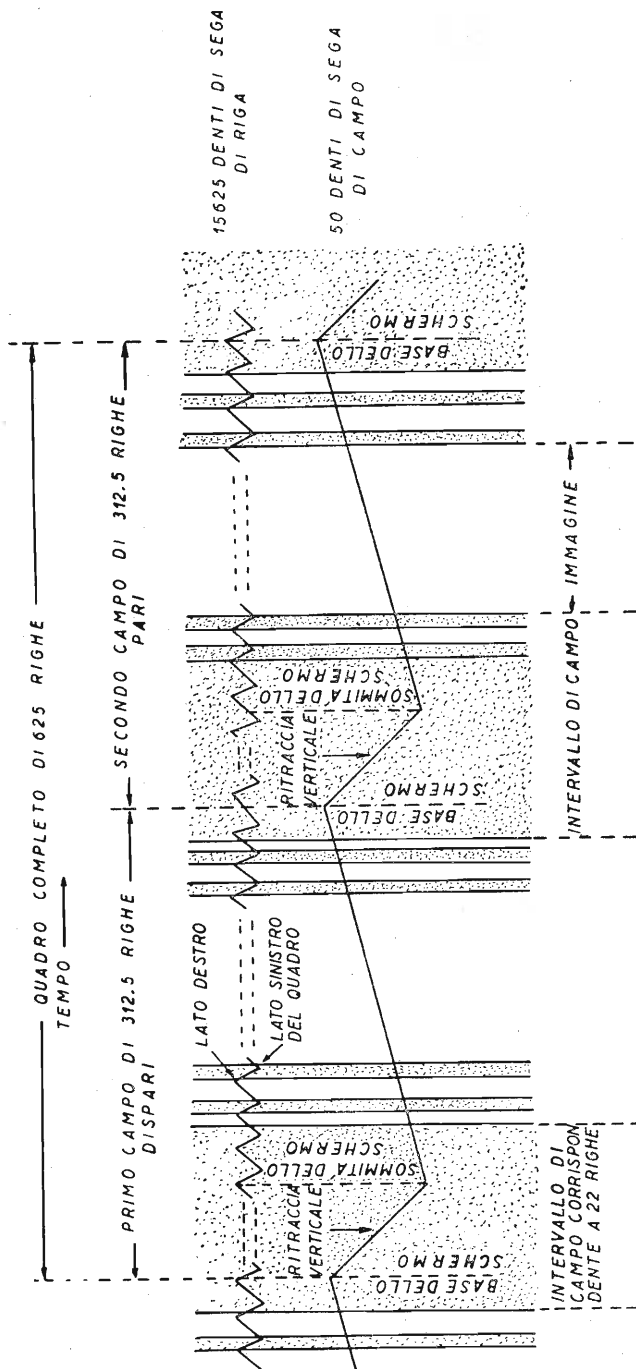 QUADRO COMPLETO DI 625 RIGHE
TEMPO
PRIMO CAMPO DI 312.5 RIGHE
DISPARI
SECONDO CAMPO DI 312.5 RIGHE
PARI
15625 DENTI DI SEGA
DI RIGA
50 DENTI DI SEGA
DI CAMPO
LATO DESTRO
LATO SINISTRO
DEL QUADRO
BASE DELLO
SCHERMO
RITRACCIA
VERTICALE
SOMMITÀ DELLO
SCHERMO
BASE DELLO
SCHERMO
RITRACCIA
VERTICALE
SOMMITÀ DELLO
SCHERMO
BASE DELLO
SCHERMO
INTERVALLO DI
CAMPO CORRISPON
DENTE A 22 RIGHE
INTERVALLO DI CAMPO
IMMAGINE